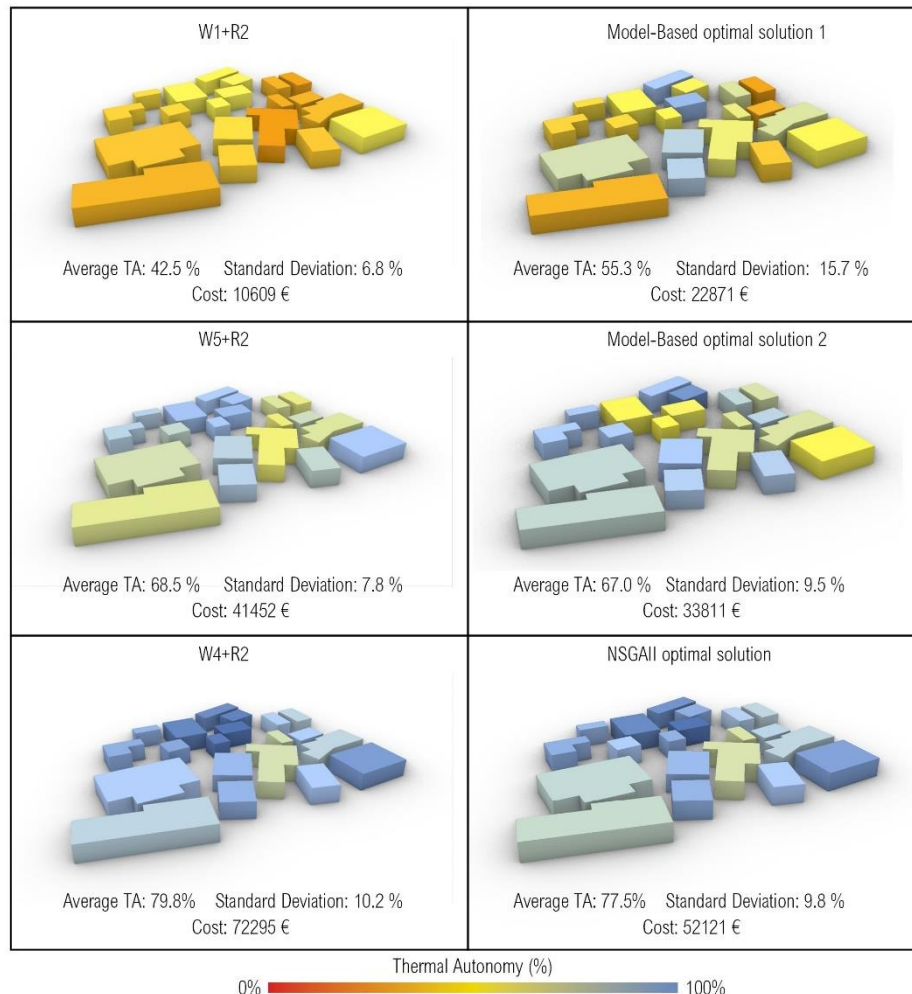 W1+R2
Average TA: 42.5 % Standard Deviation: 6.8 %
Cost: 10609 €
Model-Based optimal solution 1
Average TA: 55.3 % Standard Deviation: 15.7 %
Cost: 22871 €
W5+R2
Average TA: 68.5 % Standard Deviation: 7.8 %
Cost: 41452 €
Model-Based optimal solution 2
Average TA: 67.0 % Standard Deviation: 9.5 %
Cost: 33811 €
W4+R2
Average TA: 79.8% Standard Deviation: 10.2 %
Cost: 72295 €
NSGAII optimal solution
Average TA: 77.5% Standard Deviation: 9.8 %
Cost: 52121 €
Thermal Autonomy (%)
0% 100%